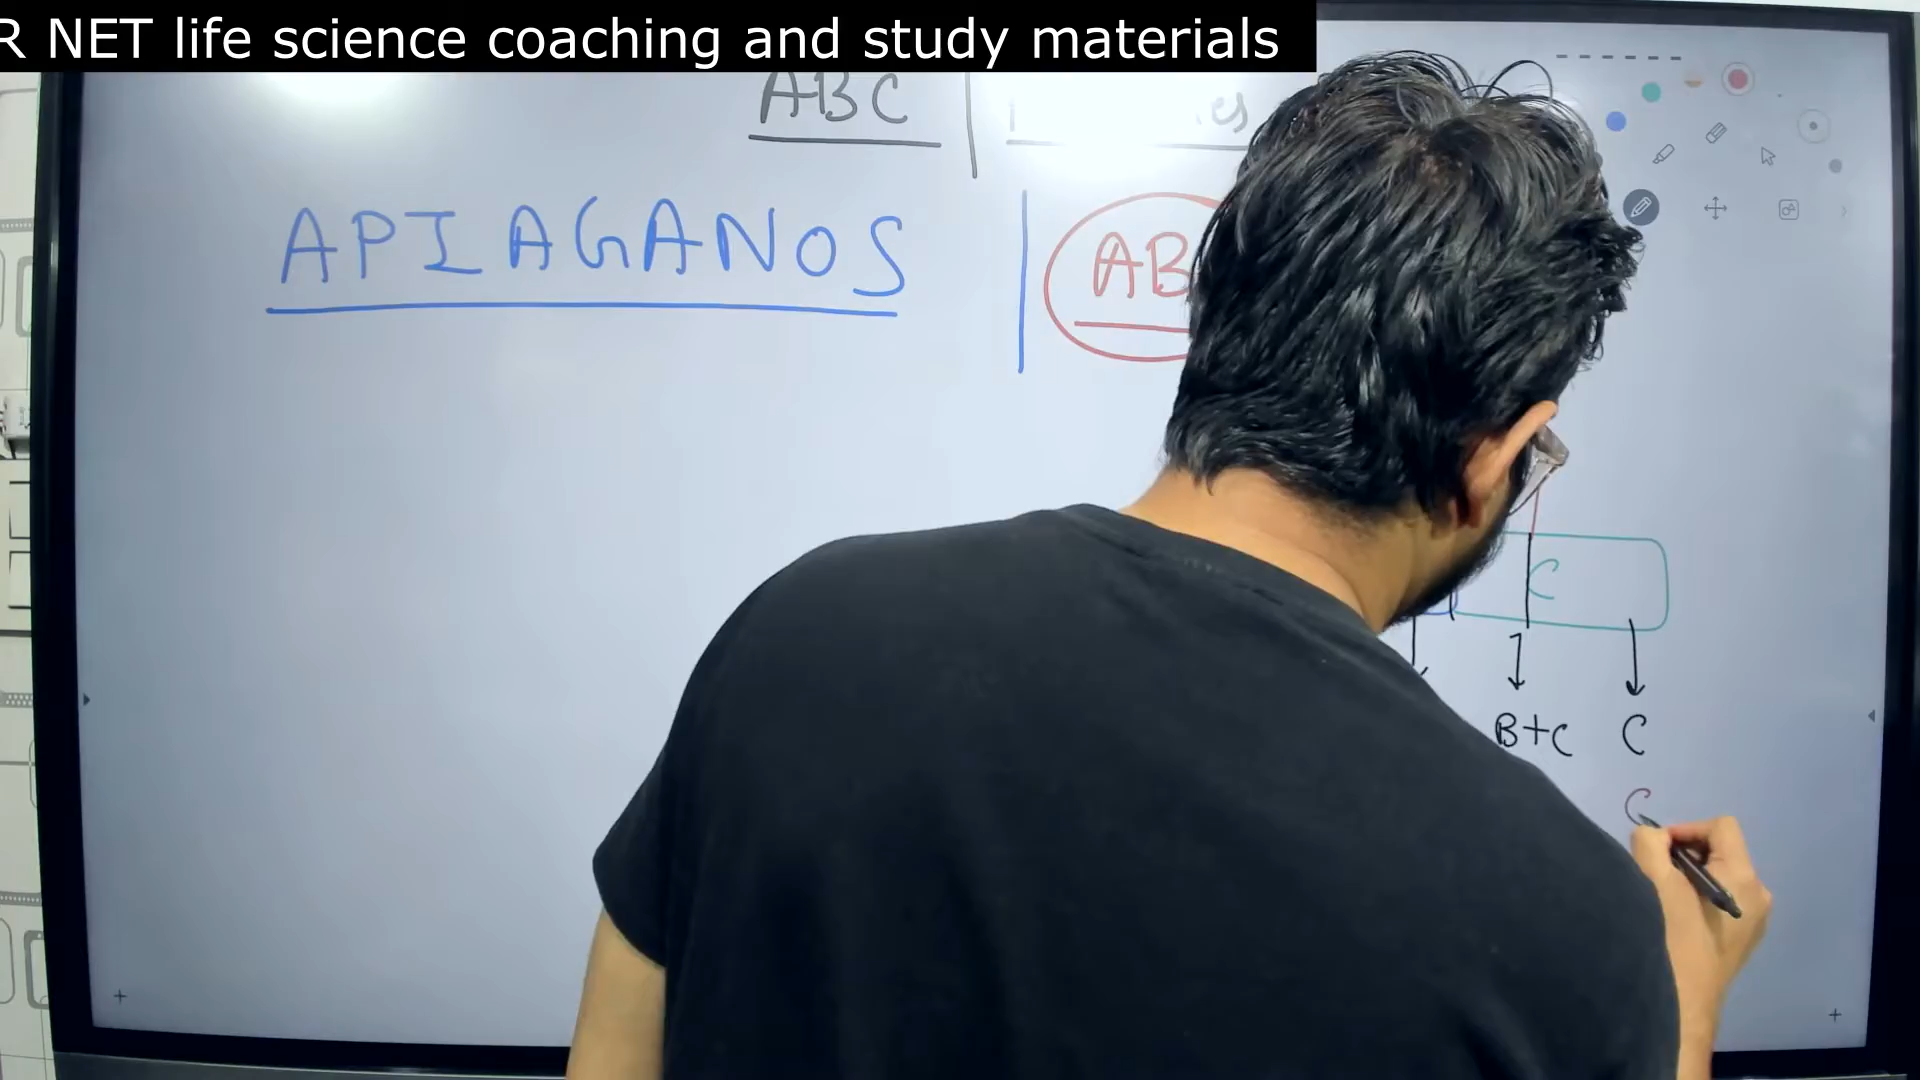 R NET life science coaching and study materials
ABC
APIAGANOS
AB
C
B+C C
C